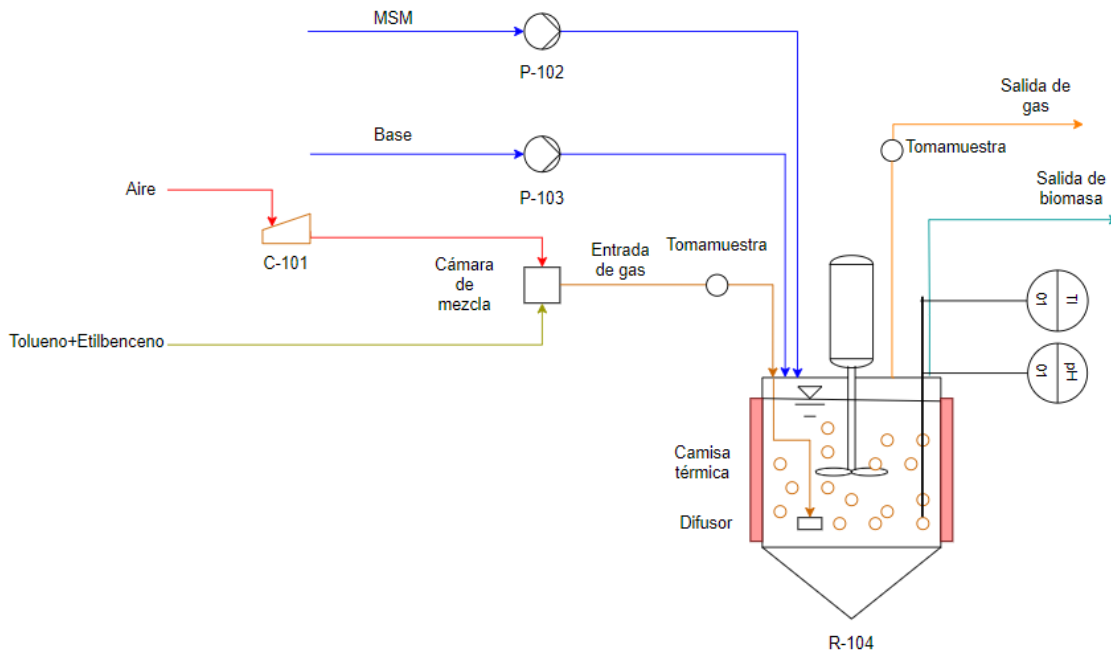 MSM
P-102
Salida de
gas
Base
Tomamuestra
P-103
Salida de
biomasa
Aire
C-101
Cámara
de
mezcla
Entrada
de gas
Tomamuestra
TI
01
Tolueno+Etilbenceno
pH
01
Camisa
térmica
Difusor
R-104